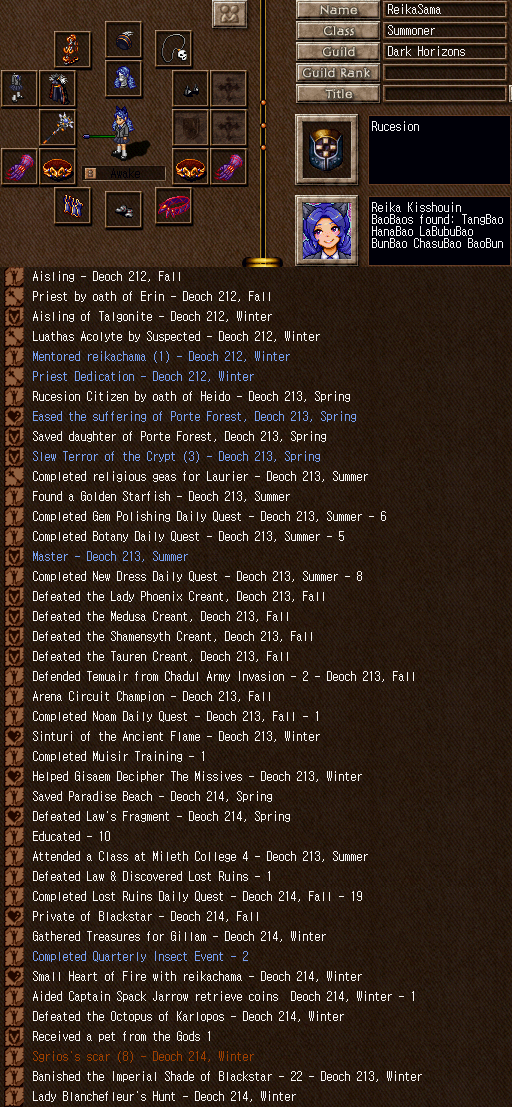 Name
ReikaSama
Class
Summoner
Guild
Dark Horizons
Guild Rank
Title
Rucesion
Awake
Reika Kisshouin
BaoBaos found: TangBao
HanaBao LaBubuBao
BunBao ChasuBao BaoBun
Aisling - Deoch 212, Fall
Priest by oath of Erin - Deoch 212, Fall
Aisling of Talgonite - Deoch 212, Winter
Luathas Acolyte by Suspected - Deoch 212, Winter
Mentored reikachama (1) - Deoch 212, Winter
Priest Dedication - Deoch 212, Winter
Rucesion Citizen by oath of Heido - Deoch 213, Spring
Eased the suffering of Porte Forest, Deoch 213, Spring
Saved daughter of Porte Forest, Deoch 213, Spring
Slew Terror of the Crypt (3) - Deoch 213, Spring
Completed religious geas for Laurier - Deoch 213, Summer
Found a Golden Starfish - Deoch 213, Summer
Completed Gem Polishing Daily Quest - Deoch 213, Summer - 6
Completed Botany Daily Quest - Deoch 213, Summer - 5
Master - Deoch 213, Summer
Completed New Dress Daily Quest - Deoch 213, Summer - 8
Defeated the Lady Phoenix Creant, Deoch 213, Fall
Defeated the Medusa Creant, Deoch 213, Fall
Defeated the Shamensyth Creant, Deoch 213, Fall
Defeated the Tauren Creant, Deoch 213, Fall
Defended Temuair from Chadul Army Invasion - 2 - Deoch 213, Fall
Arena Circuit Champion - Deoch 213, Fall
Completed Noam Daily Quest - Deoch 213, Fall - 1
Sinturi of the Ancient Flame - Deoch 213, Winter
Completed Muisir Training - 1
Helped Gisaem Decipher The Missives - Deoch 213, Winter
Saved Paradise Beach - Deoch 214, Spring
Defeated Law's Fragment - Deoch 214, Spring
Educated - 10
Attended a Class at Mileth College 4 - Deoch 213, Summer
Defeated Law & Discovered Lost Ruins - 1
Completed Lost Ruins Daily Quest - Deoch 214, Fall - 19
Private of Blackstar - Deoch 214, Fall
Gathered Treasures for Gillam - Deoch 214, Winter
Completed Quarterly Insect Event - 2
Small Heart of Fire with reikachama - Deoch 214, Winter
Aided Captain Spack Jarrow retrieve coins  Deoch 214, Winter - 1
Defeated the Octopus of Karlopos - Deoch 214, Winter
Received a pet from the Gods 1
Sgrios's scar (8) - Deoch 214, Winter
Banished the Imperial Shade of Blackstar - 22 - Deoch 213, Winter
Lady Blanchefleur's Hunt - Deoch 214, Winter